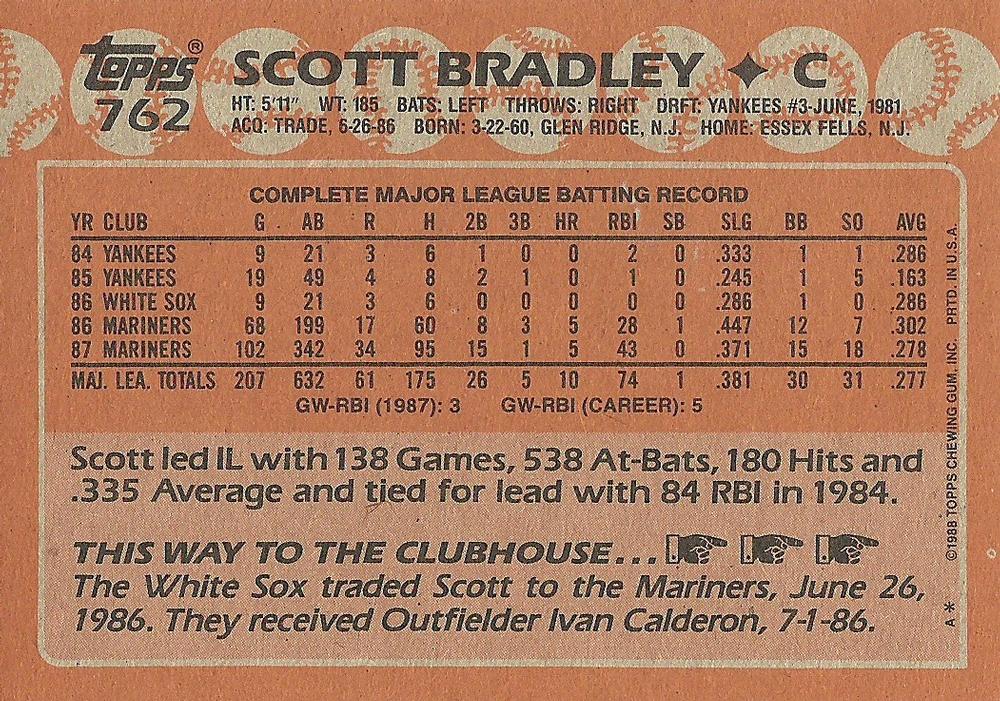 topps® SCOTT BRADLEY ✦ C
762
HT: 5'11" WT: 185 BATS: LEFT THROWS: RIGHT DRFT: YANKEES #3-JUNE, 1981
ACQ: TRADE, 6-26-86 BORN: 3-22-60, GLEN RIDGE, N.J. HOME: ESSEX FELLS, N.J.
COMPLETE MAJOR LEAGUE BATTING RECORD
YR CLUB G AB R H 2B 3B HR RBI SB SLG BB SO AVG
84 YANKEES 9 21 3 6 1 0 0 2 0 .333 1 1 .286
85 YANKEES 19 49 4 8 2 1 0 1 0 .245 1 5 .163
86 WHITE SOX 9 21 3 6 0 0 0 0 0 .286 1 0 .286
86 MARINERS 68 199 17 60 8 3 5 28 1 .447 12 7 .302
87 MARINERS 102 342 34 95 15 1 5 43 0 .371 15 18 .278
MAJ. LEA. TOTALS 207 632 61 175 26 5 10 74 1 .381 30 31 .277
GW-RBI (1987): 3 GW-RBI (CAREER): 5
Scott led IL with 138 Games, 538 At-Bats, 180 Hits and
.335 Average and tied for lead with 84 RBI in 1984.
THIS WAY TO THE CLUBHOUSE...
The White Sox traded Scott to the Mariners, June 26,
1986. They received Outfielder Ivan Calderon, 7-1-86.
A* ©1988 TOPPS CHEWING GUM, INC. PRTD. IN U.S.A.